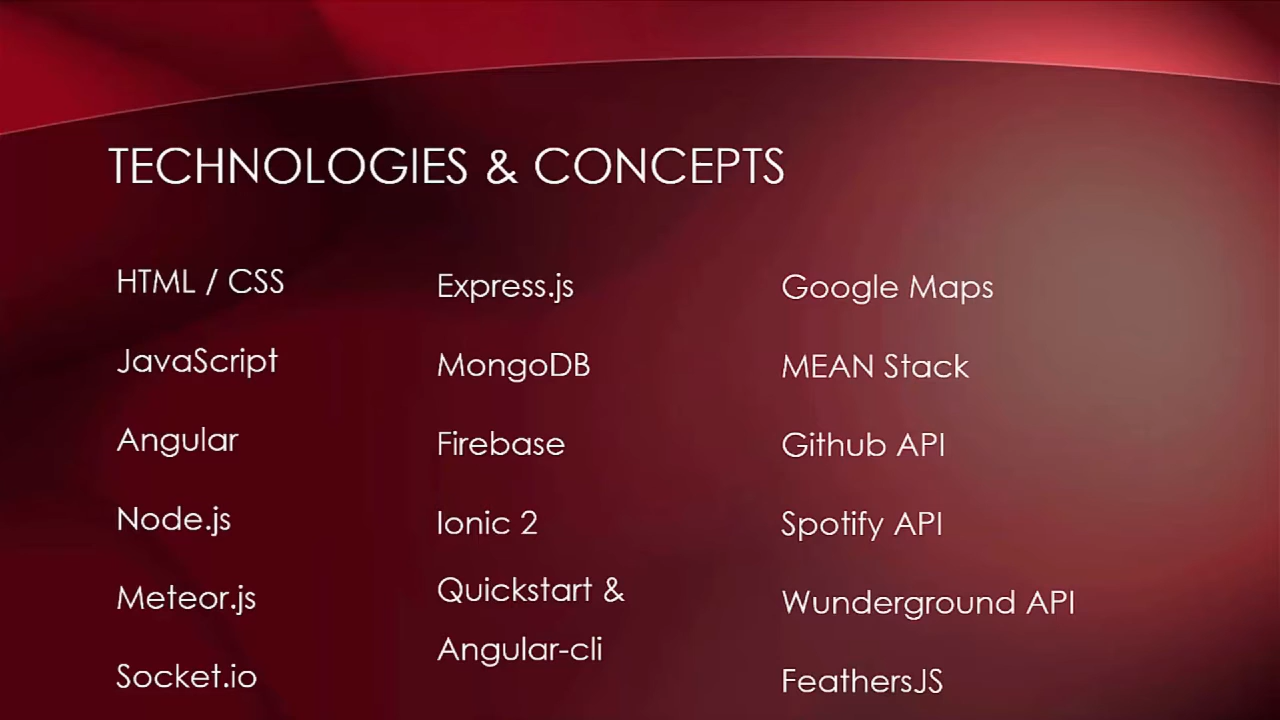 TECHNOLOGIES & CONCEPTS
HTML / CSS
JavaScript
Angular
Node.js
Meteor.js
Socket.io
Express.js
MongoDB
Firebase
Ionic 2
Quickstart &
Angular-cli
Google Maps
MEAN Stack
Github API
Spotify API
Wunderground API
FeathersJS